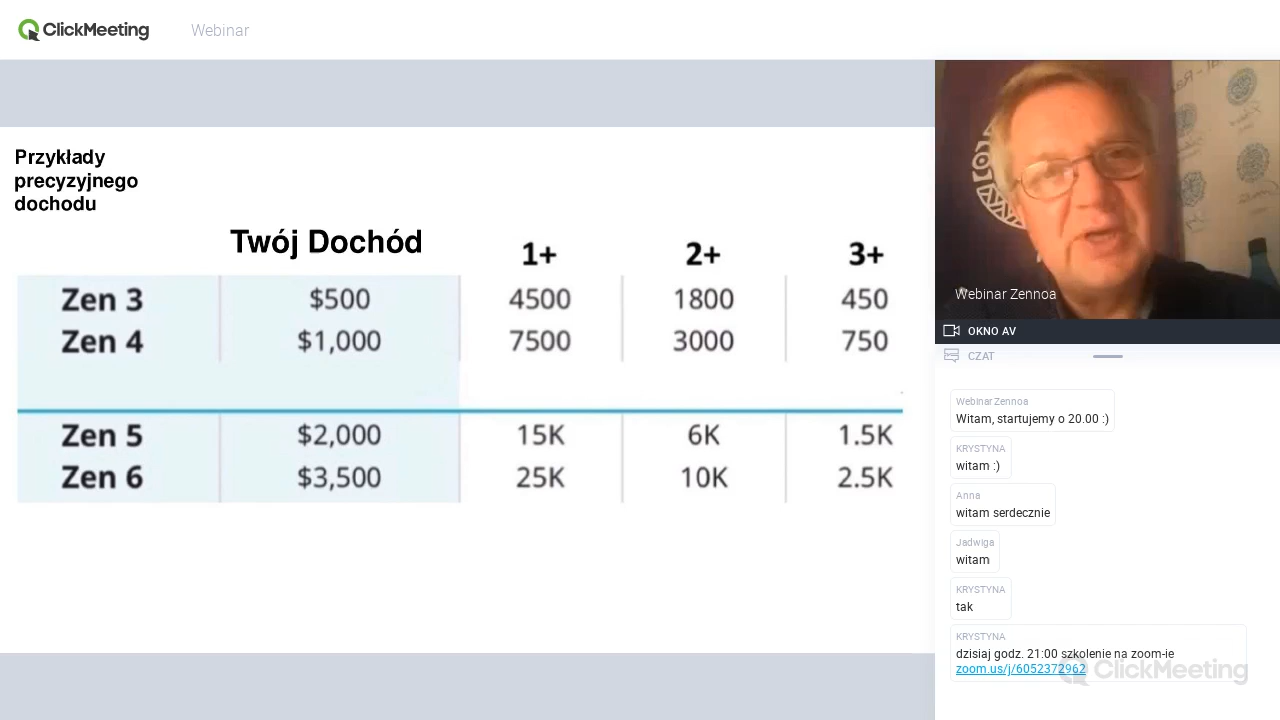 ClickMeeting Webinar
Przykłady
precyzyjnego
dochodu
Twój Dochód 1+ 2+ 3+
Zen 3 $500 4500 1800 450
Zen 4 $1,000 7500 3000 750
Zen 5 $2,000 15K 6K 1.5K
Zen 6 $3,500 25K 10K 2.5K
Webinar Zennoa
OKNO AV
CZAT
Webinar Zennoa
Witam, startujemy o 20.00 :)
KRYSTYNA
witam :)
Anna
witam serdecznie
Jadwiga
witam
KRYSTYNA
tak
KRYSTYNA
dzisiaj godz. 21:00 szkolenie na zoom-ie
zoom.us/j/6052372962
ClickMeeting